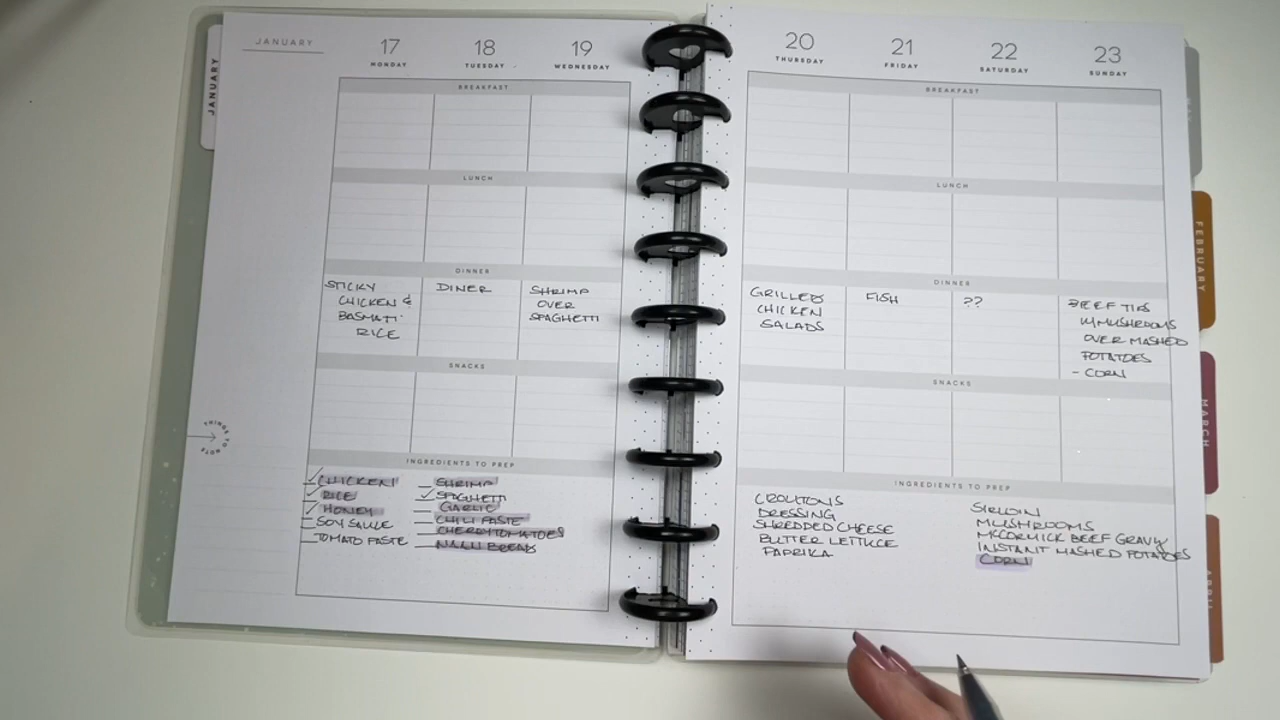 JANUARY
17
MONDAY
18
TUESDAY
19
WEDNESDAY
BREAKFAST
LUNCH
DINNER
STICKY
CHICKEN &
BASMATI
RICE
DINER
SHRIMP
OVER
SPAGHETTI
SNACKS
INGREDIENTS TO PREP
CHICKEN
RICE
HONEY
SOY SAUCE
TOMATO PASTE
SHRIMP
SPAGHETTI
GARLIC
CHILI PASTE
CHERRY TOMATOES
BREAD
JANUARY
THINGS TO NOTE
20
THURSDAY
21
FRIDAY
22
SATURDAY
23
SUNDAY
BREAKFAST
LUNCH
DINNER
GRILLED
CHICKEN
SALADS
FISH
??
BEEF TIPS
W/MUSHROOMS
OVER MASHED
POTATOES
- CORN
SNACKS
INGREDIENTS TO PREP
CROUTONS
DRESSING
SHREDDED CHEESE
BUTTER LETTUCE
PAPRIKA
SIRLOIN
MUSHROOMS
MCCORMICK BEEF GRAVY
INSTANT MASHED POTATOES
CORN
FEBRUARY
MARCH
APRIL